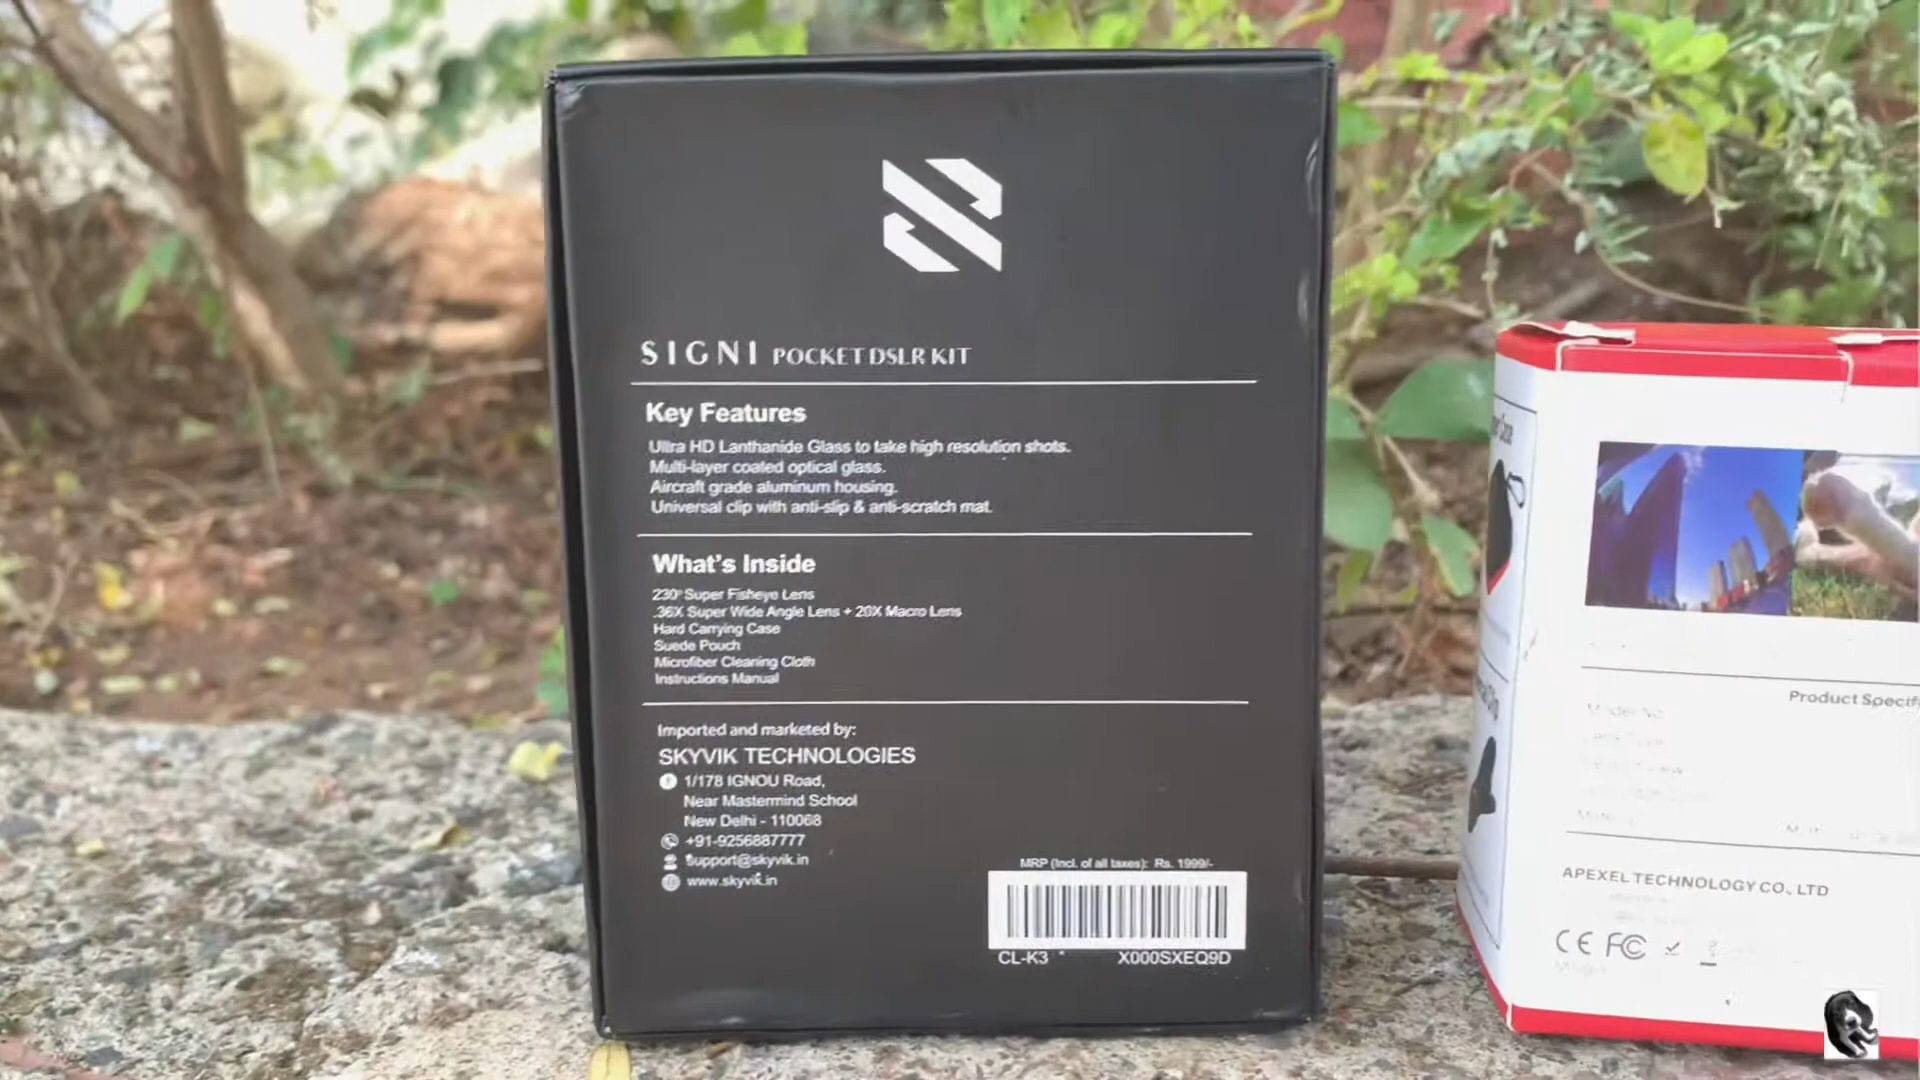 SIGNI POCKET DSLR KIT
Key Features
Ultra HD Lanthanide Glass to take high resolution shots.
Multi-layer coated optical glass.
Aircraft grade aluminum housing.
Universal clip with anti-slip & anti-scratch mat.
What's Inside
230° Super Fisheye Lens
.36X Super Wide Angle Lens + 20X Macro Lens
Hard Carrying Case
Suede Pouch
Microfiber Cleaning Cloth
Instructions Manual
Imported and marketed by:
SKYVIK TECHNOLOGIES
1/178 IGNOU Road,
Near Mastermind School
New Delhi - 110068
+91-9256887777
support@skyvik.in
www.skyvik.in
MRP (Incl. of all taxes): Rs. 1999/-
CL-K3 X000SXEQ9D
Product
APEXEL TECHNOLOGY CO., LTD
CE FC